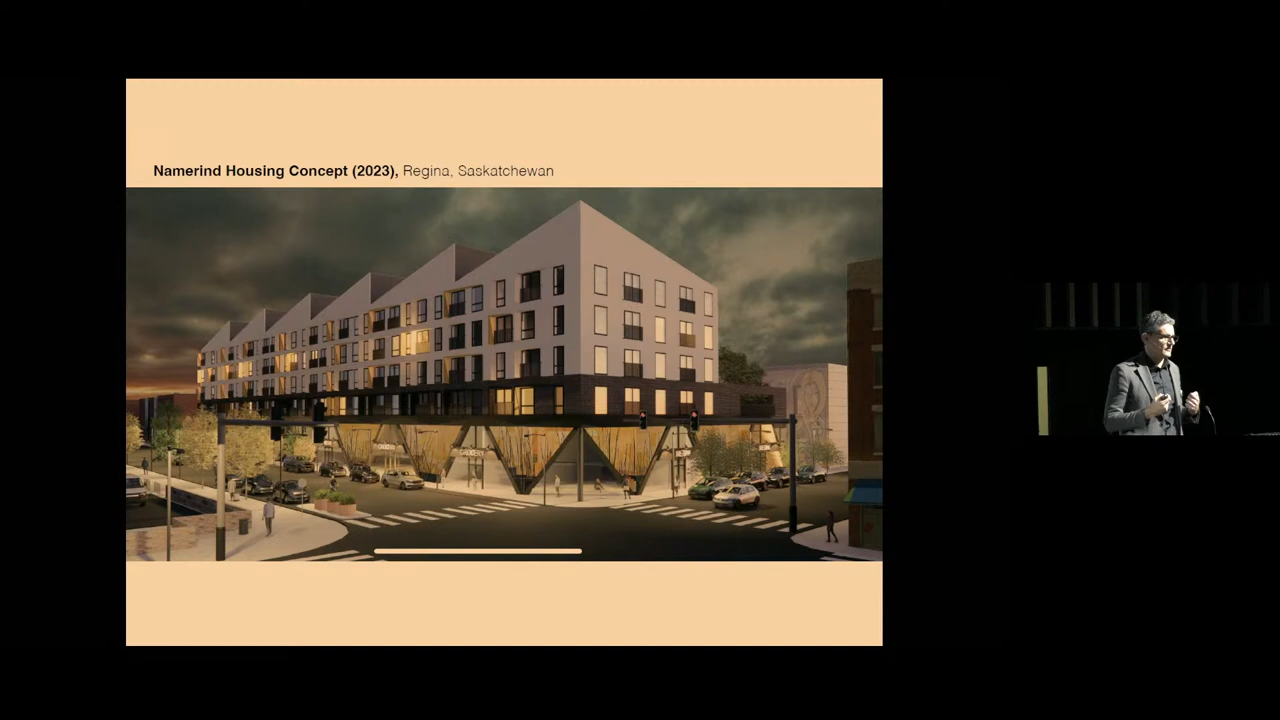 Namerind Housing Concept (2023), Regina, Saskatchewan